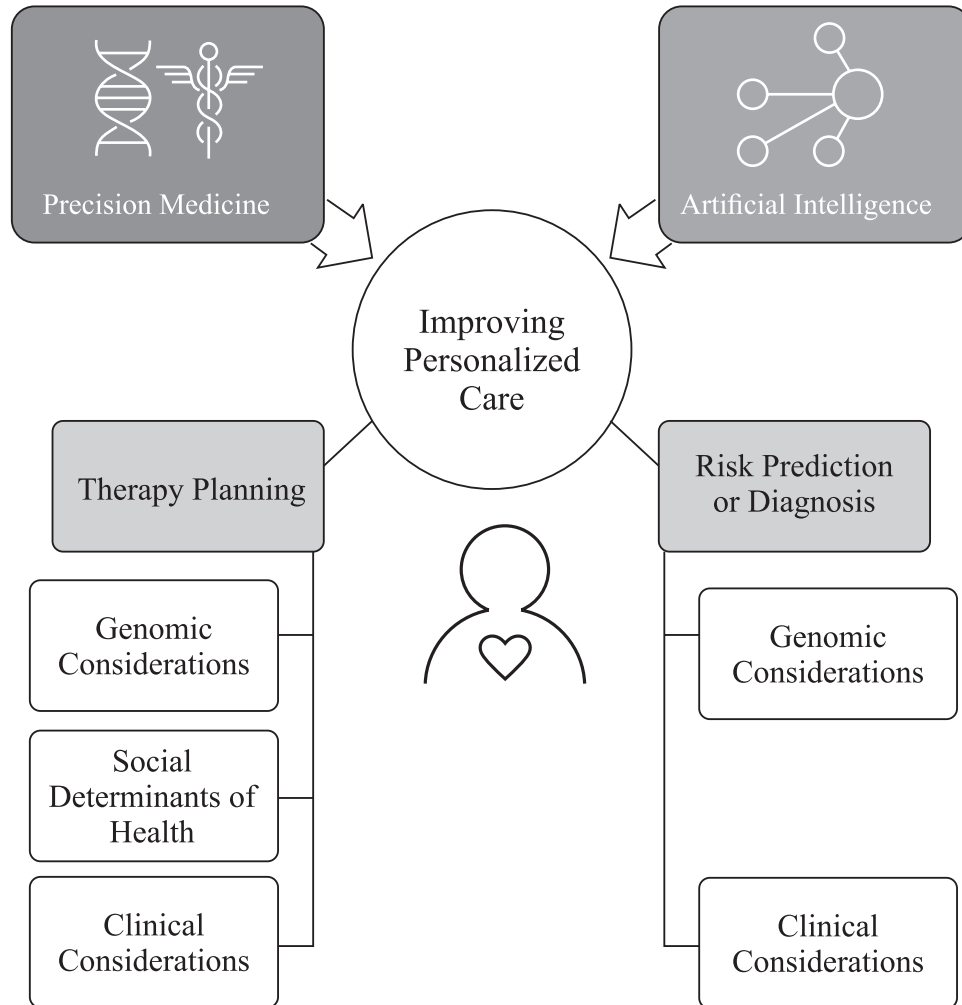 Precision Medicine
Artificial Intelligence
Improving
Personalized
Care
Therapy Planning
Risk Prediction
or Diagnosis
Genomic
Considerations
Social
Determinants of
Health
Clinical
Considerations
Genomic
Considerations
Clinical
Considerations